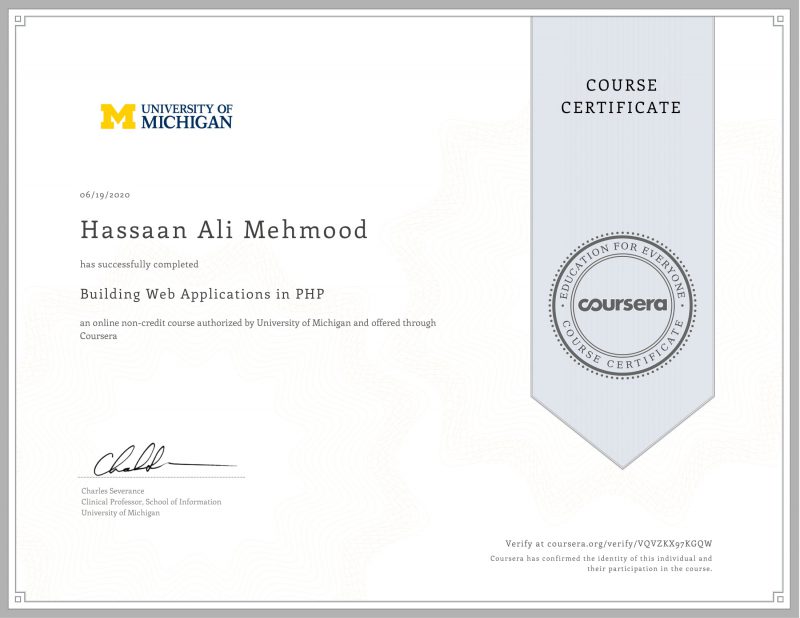 COURSE
CERTIFICATE
M UNIVERSITY OF
MICHIGAN
06/19/2020
Hassaan Ali Mehmood
has successfully completed
Building Web Applications in PHP
an online non-credit course authorized by University of Michigan and offered through
Coursera
EDUCATION FOR EVERYONE
coursera
COURSE CERTIFICATE
Charles Severance
Clinical Professor, School of Information
University of Michigan
Verify at coursera.org/verify/VQVZKX97KGQW
Coursera has confirmed the identity of this individual and
their participation in the course.